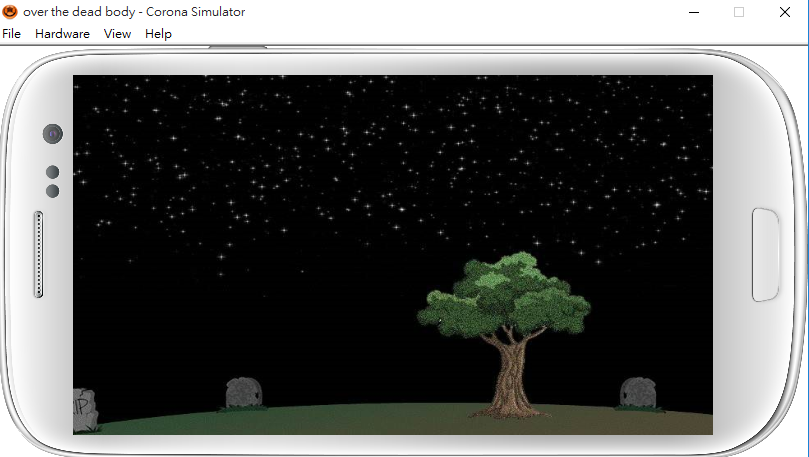 over the dead body - Corona Simulator
File Hardware View Help
RIP